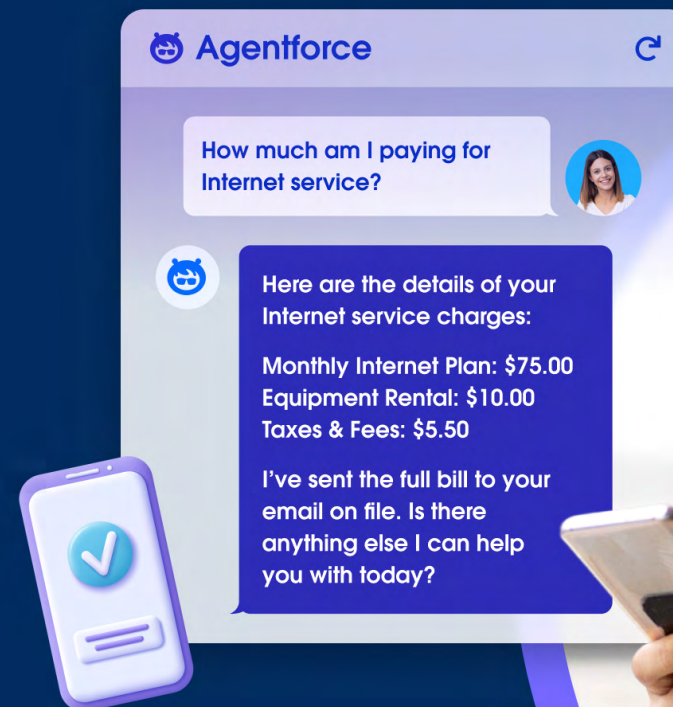 Agentforce
How much am I paying for
Internet service?
Here are the details of your
Internet service charges:
Monthly Internet Plan: $75.00
Equipment Rental: $10.00
Taxes & Fees: $5.50
I’ve sent the full bill to your
email on file. Is there
anything else I can help
you with today?